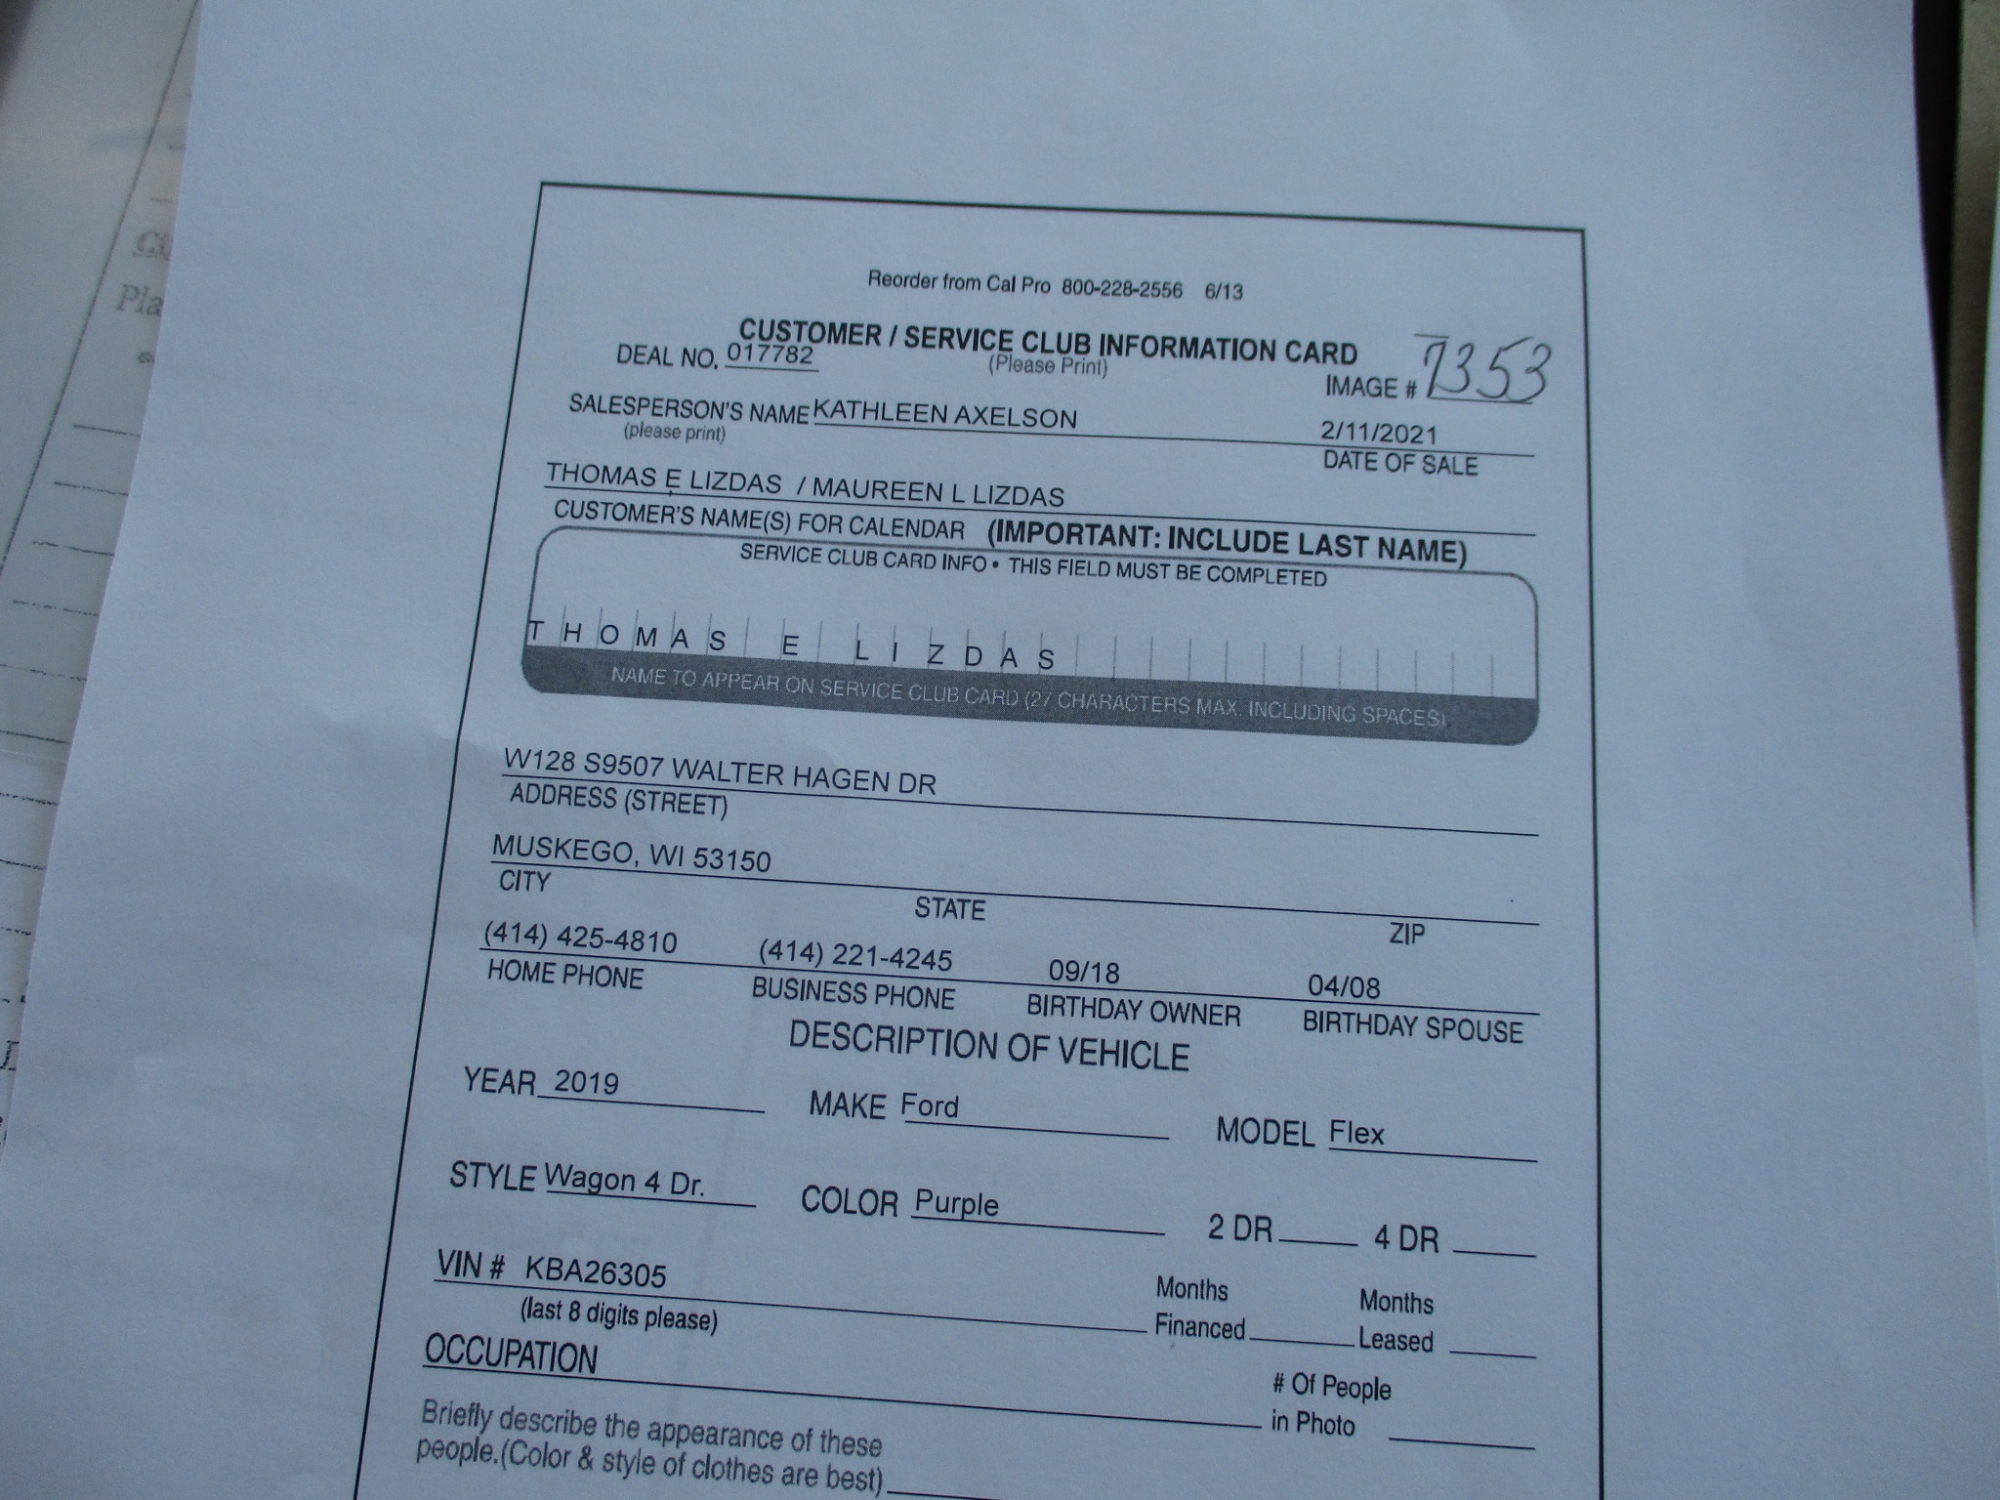 Reorder from Cal Pro 800-228-2556 6/13
CUSTOMER / SERVICE CLUB INFORMATION CARD
DEAL NO. 017782 (Please Print) IMAGE # 7353
SALESPERSON'S NAME KATHLEEN AXELSON 2/11/2021
(please print) DATE OF SALE
THOMAS E LIZDAS / MAUREEN L LIZDAS
CUSTOMER'S NAME(S) FOR CALENDAR (IMPORTANT: INCLUDE LAST NAME)
SERVICE CLUB CARD INFO • THIS FIELD MUST BE COMPLETED
THOMAS E LIZDAS
NAME TO APPEAR ON SERVICE CLUB CARD (27 CHARACTERS MAX. INCLUDING SPACES)
W128 S9507 WALTER HAGEN DR
ADDRESS (STREET)
MUSKEGO, WI 53150
CITY STATE ZIP
(414) 425-4810 (414) 221-4245 09/18 04/08
HOME PHONE BUSINESS PHONE BIRTHDAY OWNER BIRTHDAY SPOUSE
DESCRIPTION OF VEHICLE
YEAR 2019 MAKE Ford MODEL Flex
STYLE Wagon 4 Dr. COLOR Purple 2 DR 4 DR
VIN # KBA26305 Months Months
(last 8 digits please) Financed Leased
OCCUPATION # Of People
in Photo
Briefly describe the appearance of these
people.(Color & style of clothes are best)